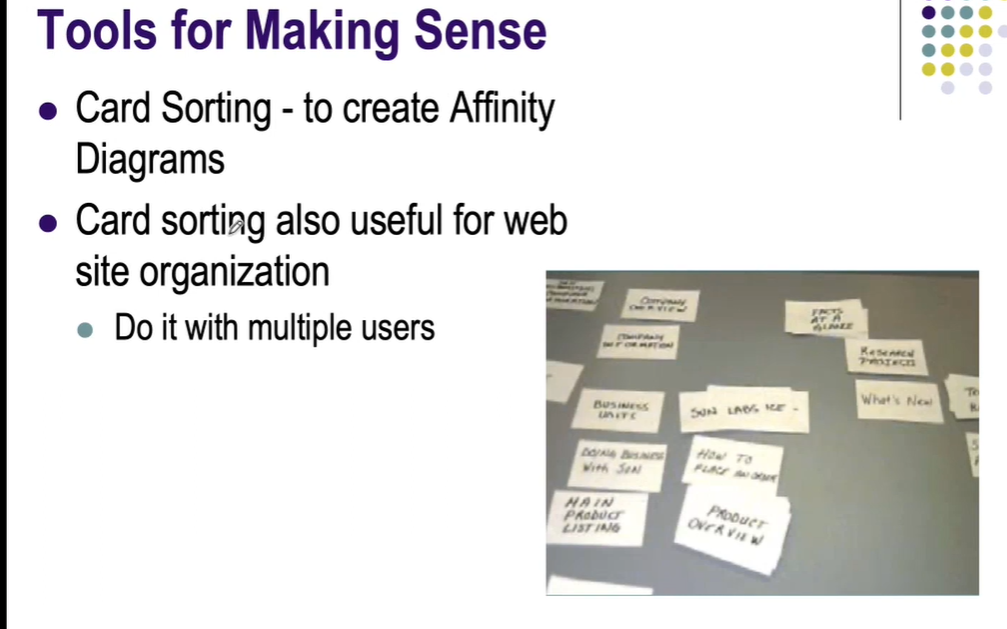 Tools for Making Sense
Card Sorting - to create Affinity
Diagrams
Card sorting also useful for web
site organization
Do it with multiple users
COMPANY
OVERVIEW
COMPANY
INFORMATION
FACTS
AT A
GLANCE
RESEARCH
PROJECTS
What's New
BUSINESS
UNITS
SUN LABS
DOING BUSINESS
With SUN
HOW TO
PLACE AN ORDER
MAIN
PRODUCT
LISTING
PRODUCT
OVERVIEW